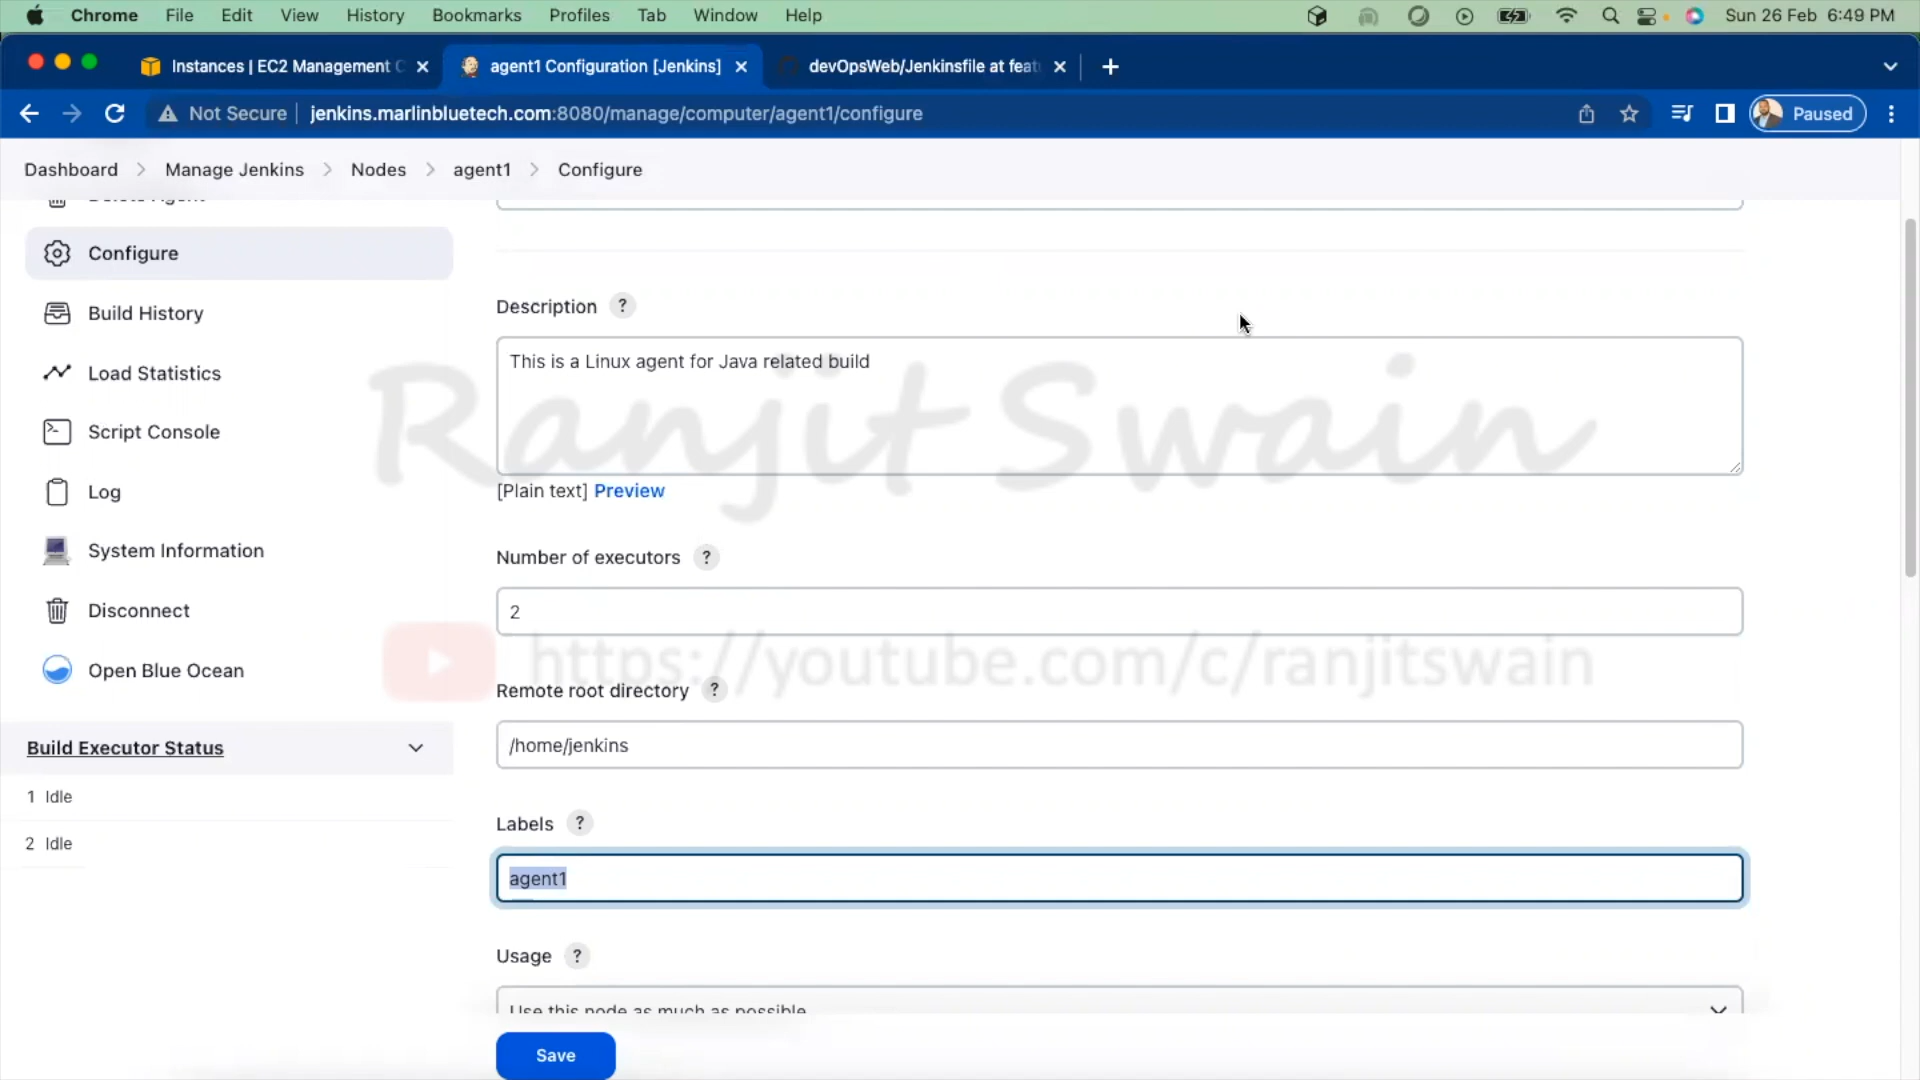 Chrome File Edit View History Bookmarks Profiles Tab Window Help Sun 26 Feb 6:49 PM
Instances | EC2 Management C
agent1 Configuration [Jenkins]
devOpsWeb/Jenkinsfile at feat
Not Secure jenkins.marlinbluetech.com:8080/manage/computer/agent1/configure Paused
Dashboard Manage Jenkins Nodes agent1 Configure
Delete Agent
Configure
Build History
Load Statistics
Script Console
Log
System Information
Disconnect
Open Blue Ocean
Build Executor Status
1 Idle
2 Idle
Description ?
This is a Linux agent for Java related build
[Plain text] Preview
Number of executors ?
2
Remote root directory ?
/home/jenkins
Labels ?
agent1
Usage ?
Use this node as much as possible
Save
Ranjit Swain
https://youtube.com/c/ranjitswain